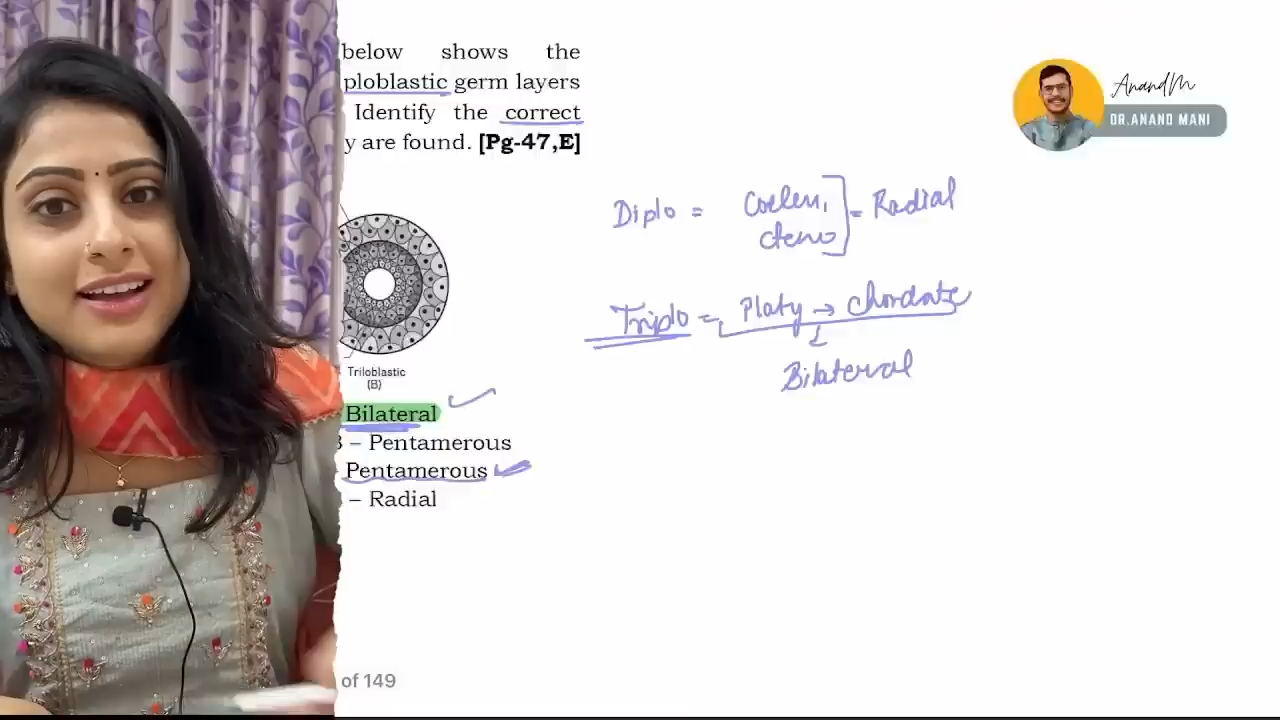 below shows the
ploblastic germ layers
Identify the correct
y are found. [Pg-47,E]
AnandM
DR.ANAND MANI
Diplo = Coelen, = Radial
cteno
Triplo = Platy → Chordate
Bilateral
Triloblastic
(B)
Bilateral
– Pentamerous
Pentamerous
– Radial
of 149